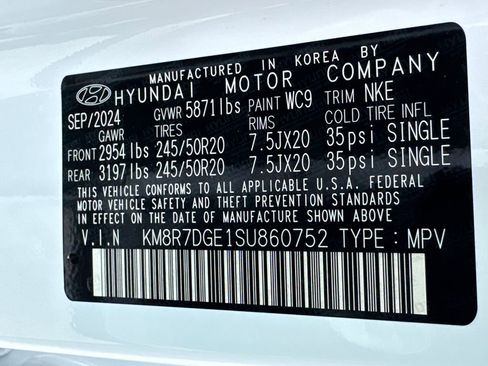 MANUFACTURED IN KOREA BY
HYUNDAI MOTOR COMPANY
SEP/2024 GVWR 5871lbs PAINT WC9 TRIM NKE
GAWR TIRES RIMS COLD TIRE INFL
FRONT 2954lbs 245/50R20 7.5JX20 35psi SINGLE
REAR 3197lbs 245/50R20 7.5JX20 35psi SINGLE
THIS VEHICLE CONFORMS TO ALL APPLICABLE U.S.A. FEDERAL
MOTOR VEHICLE SAFETY AND THEFT PREVENTION STANDARDS
IN EFFECT ON THE DATE OF MANUFACTURE SHOWN ABOVE.
V.I.N KM8R7DGE1SU860752 TYPE : MPV